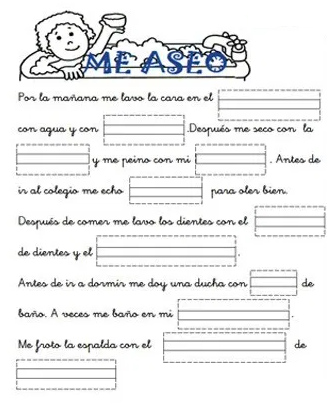 ME ASEO
Por la mañana me lavo la cara en el
con agua y con .Después me seco con la
y me peino con mi . Antes de
ir al colegio me echo para oler bien.
Después de comer me lavo los dientes con el
de dientes y el .
Antes de ir a dormir me doy una ducha con de
baño. A veces me baño en mi .
Me froto la espalda con el de